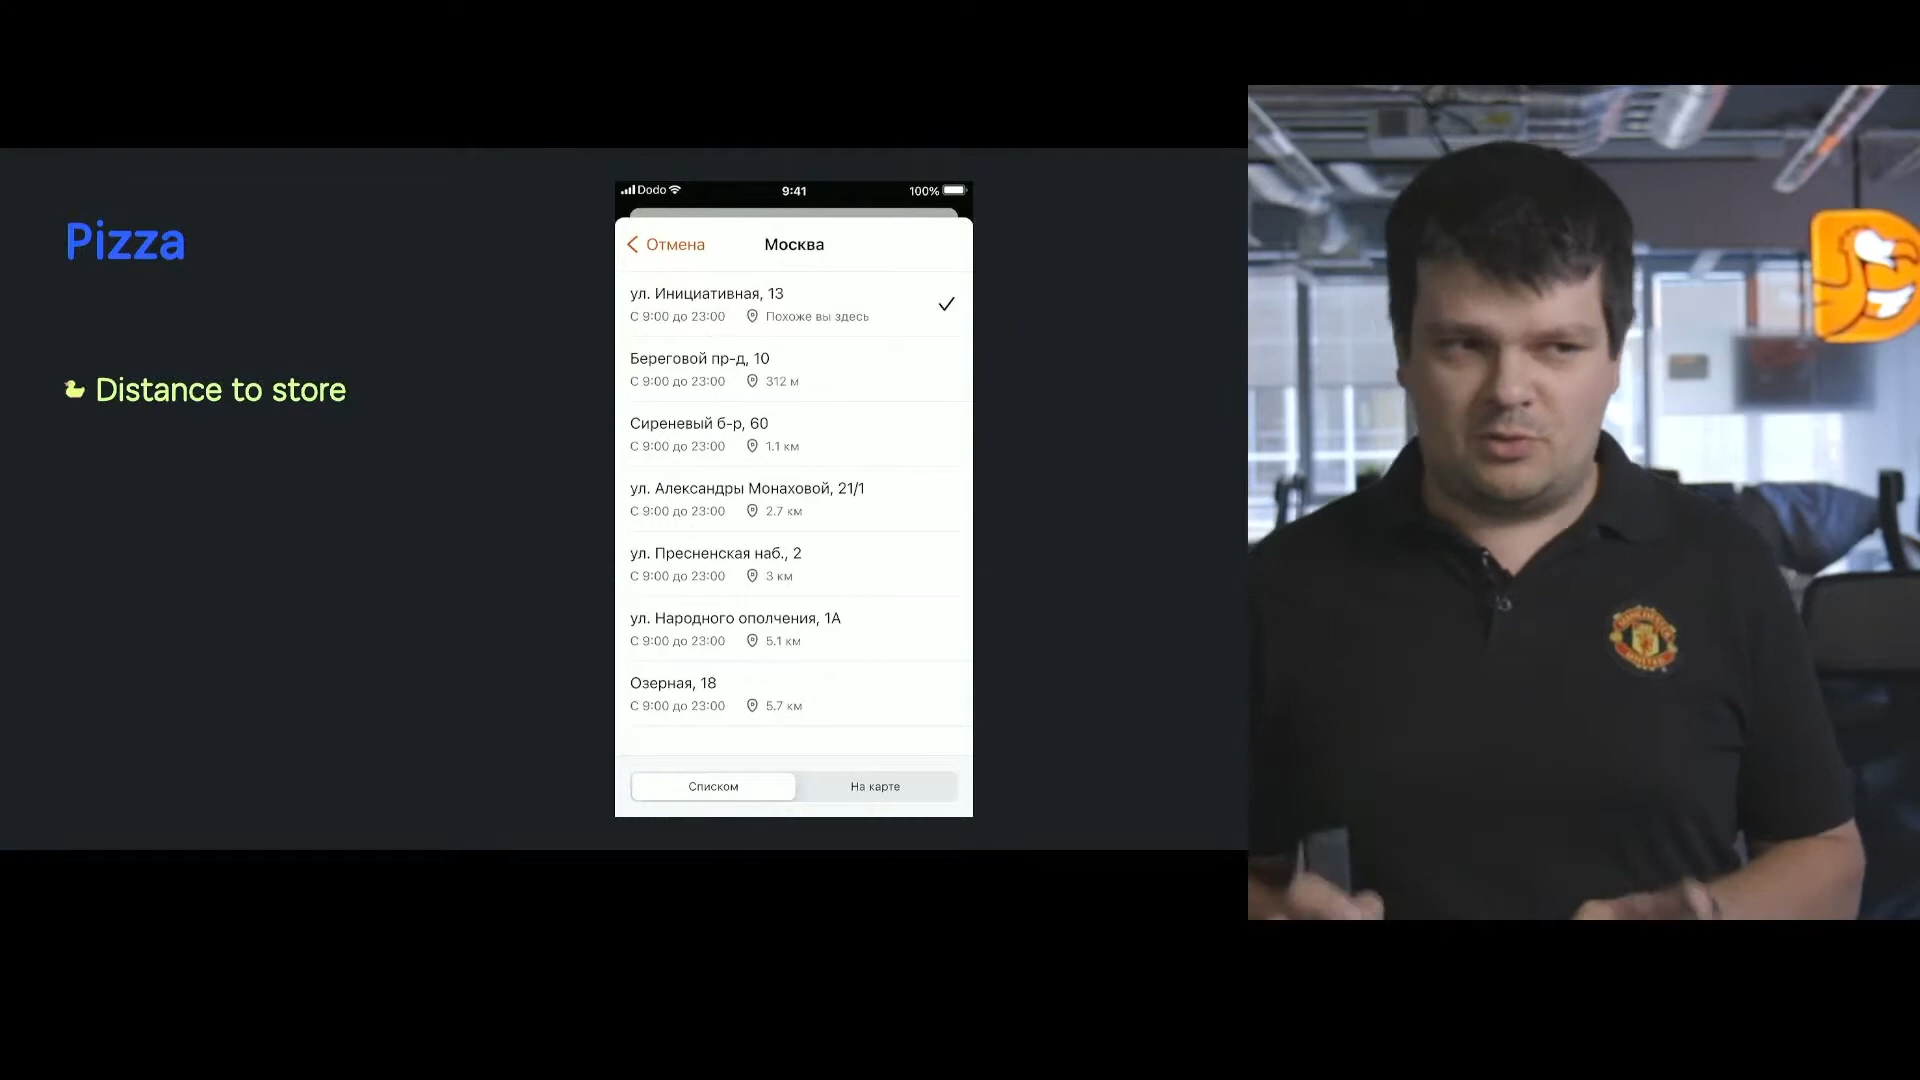 Pizza
Distance to store
Dodo 9:41 100%
Отмена Москва
ул. Инициативная, 13
С 9:00 до 23:00 Похоже вы здесь
Береговой пр-д, 10
С 9:00 до 23:00 312 м
Сиреневый б-р, 60
С 9:00 до 23:00 1.1 км
ул. Александры Монаховой, 21/1
С 9:00 до 23:00 2.7 км
ул. Пресненская наб., 2
С 9:00 до 23:00 3 км
ул. Народного ополчения, 1А
С 9:00 до 23:00 5.1 км
Озерная, 18
С 9:00 до 23:00 5.7 км
Списком На карте
MANCHESTER
UNITED